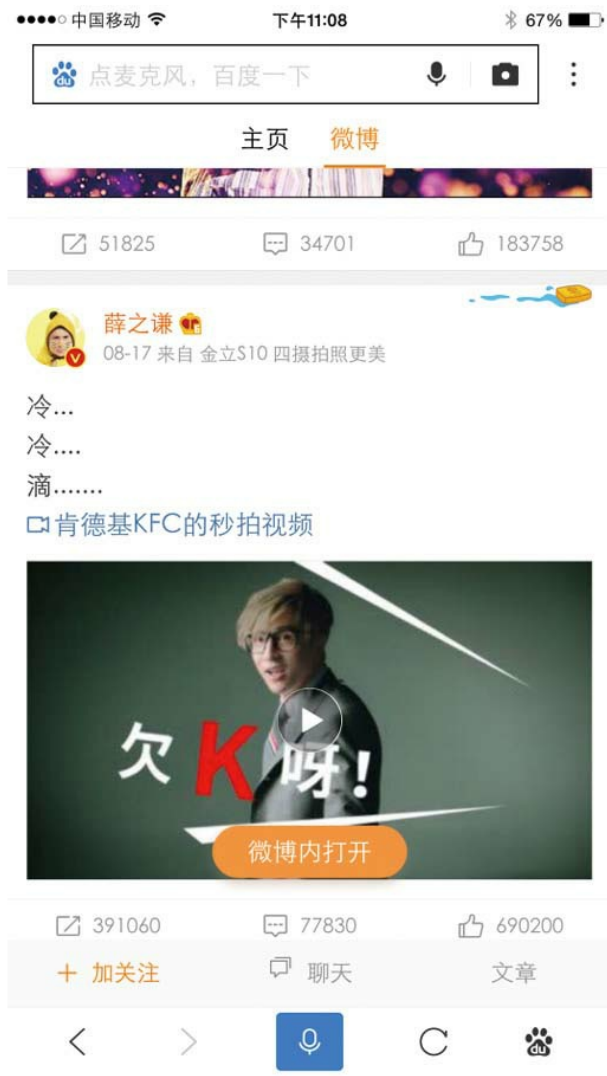 中国移动 下午11:08 67%
du 点麦克风，百度一下
主页 微博
51825 34701 183758
薛之谦
V
08-17 来自 金立S10 四摄拍照更美
冷...
冷....
滴.......
肯德基KFC的秒拍视频
欠K呀！
微博内打开
391060 77830 690200
+ 加关注 聊天 文章
du